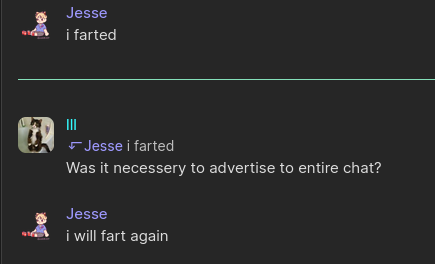 Jesse
i farted
lll
Jesse i farted
Was it necessery to advertise to entire chat?
Jesse
i will fart again